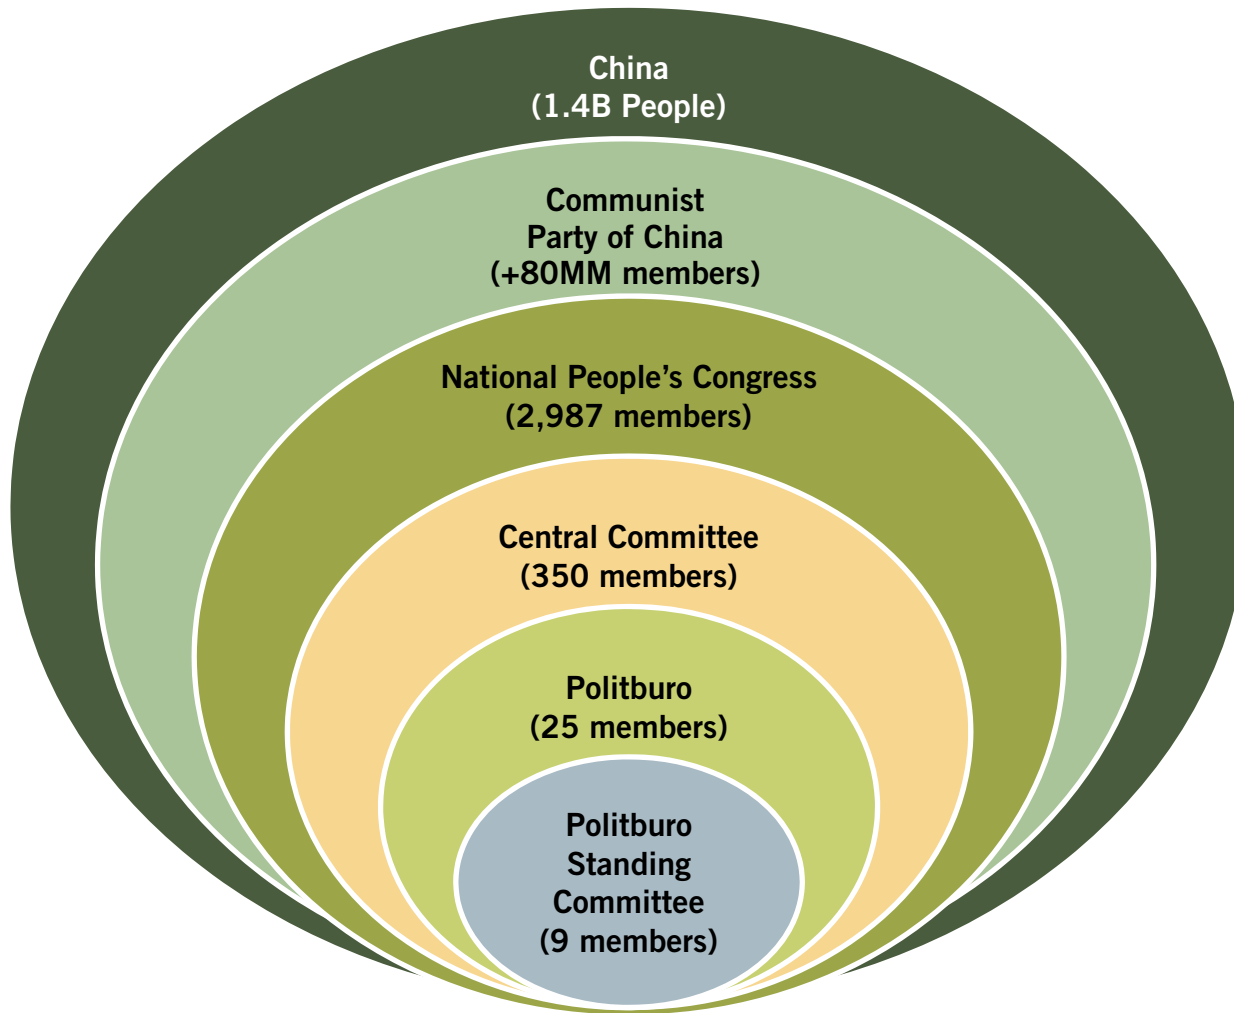 China
(1.4B People)
Communist
Party of China
(+80MM members)
National People’s Congress
(2,987 members)
Central Committee
(350 members)
Politburo
(25 members)
Politburo
Standing
Committee
(9 members)